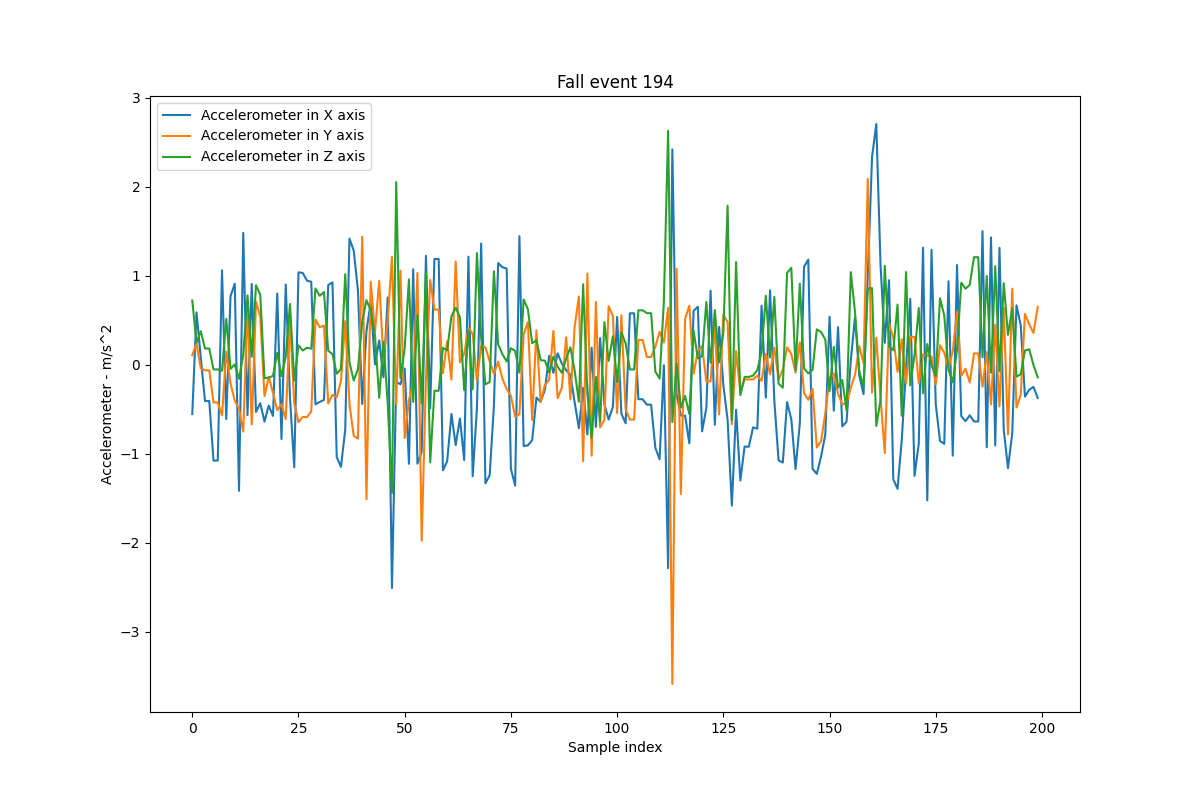 Fall event 194
Accelerometer in X axis
Accelerometer in Y axis
Accelerometer in Z axis
3
2
1
0
−1
−2
−3
Accelerometer - m/s^2
0 25 50 75 100 125 150 175 200
Sample index